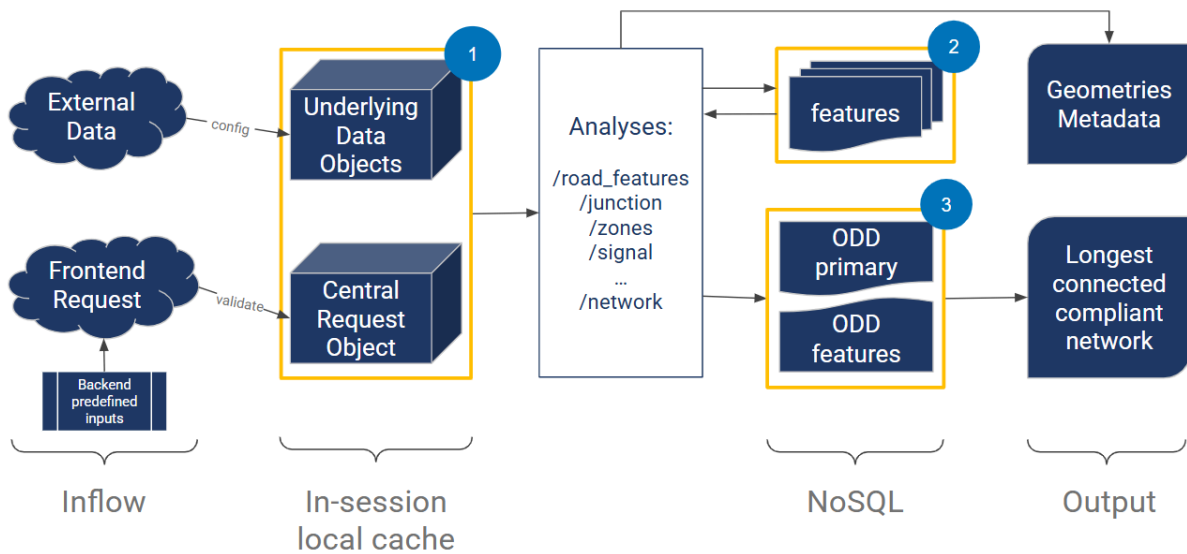 External
Data
config
1
Underlying
Data
Objects
Frontend
Request
validate
Central
Request
Object
Backend
predefined
inputs
Analyses:
/road_features
/junction
/zones
/signal
...
/network
2
features
3
ODD
primary
ODD
features
Geometries
Metadata
Longest
connected
compliant
network
Inflow
In-session
local cache
NoSQL
Output